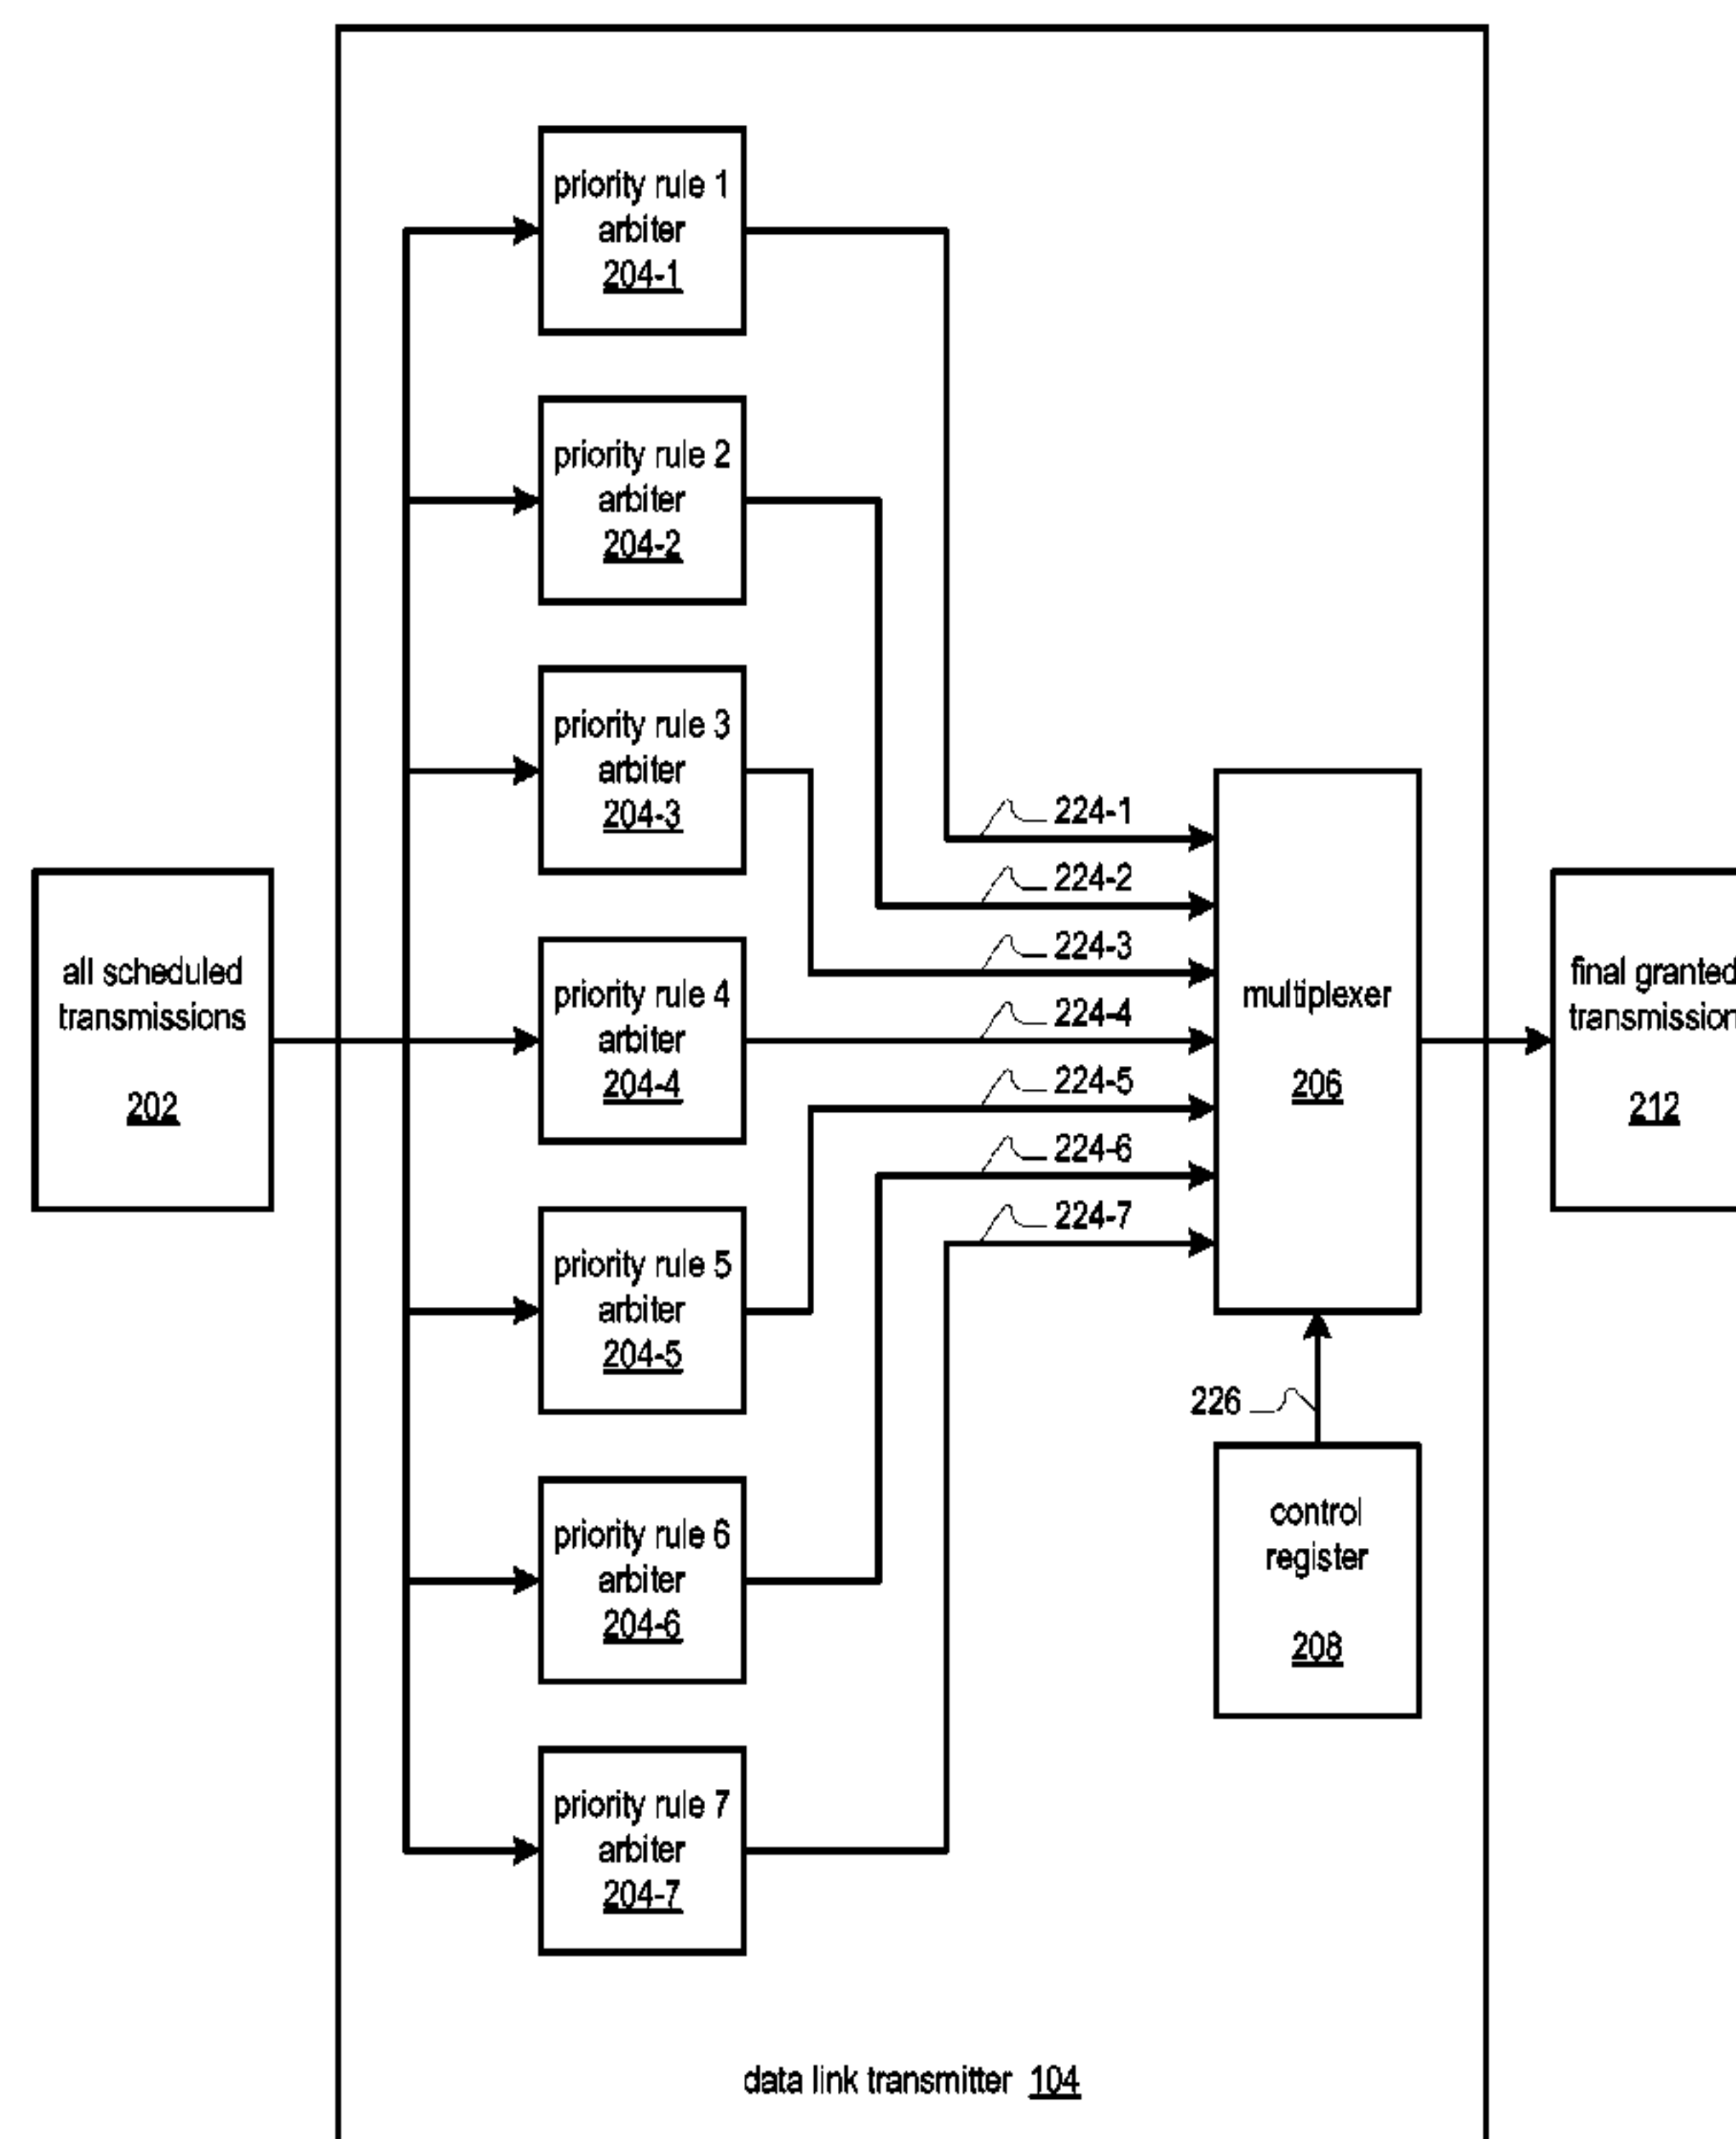 priority rule 1
arbiter
204-1
priority rule 2
arbiter
204-2
priority rule 3
arbiter
204-3
224-1
224-2
224-3
224-4
224-5
224-6
224-7
all scheduled
transmissions
202
priority rule 4
arbiter
204-4
multiplexer
206
final granted
transmission
212
priority rule 5
arbiter
204-5
226
priority rule 6
arbiter
204-6
control
register
208
priority rule 7
arbiter
204-7
data link transmitter 104